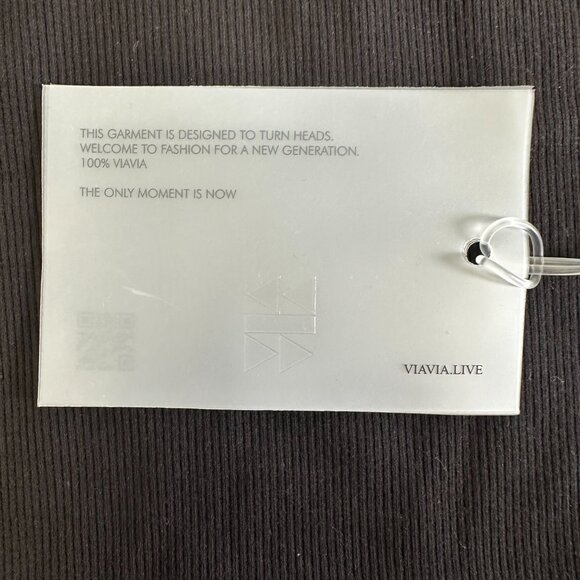 THIS GARMENT IS DESIGNED TO TURN HEADS.
WELCOME TO FASHION FOR A NEW GENERATION.
100% VIAVIA
THE ONLY MOMENT IS NOW
VIAVIA.LIVE